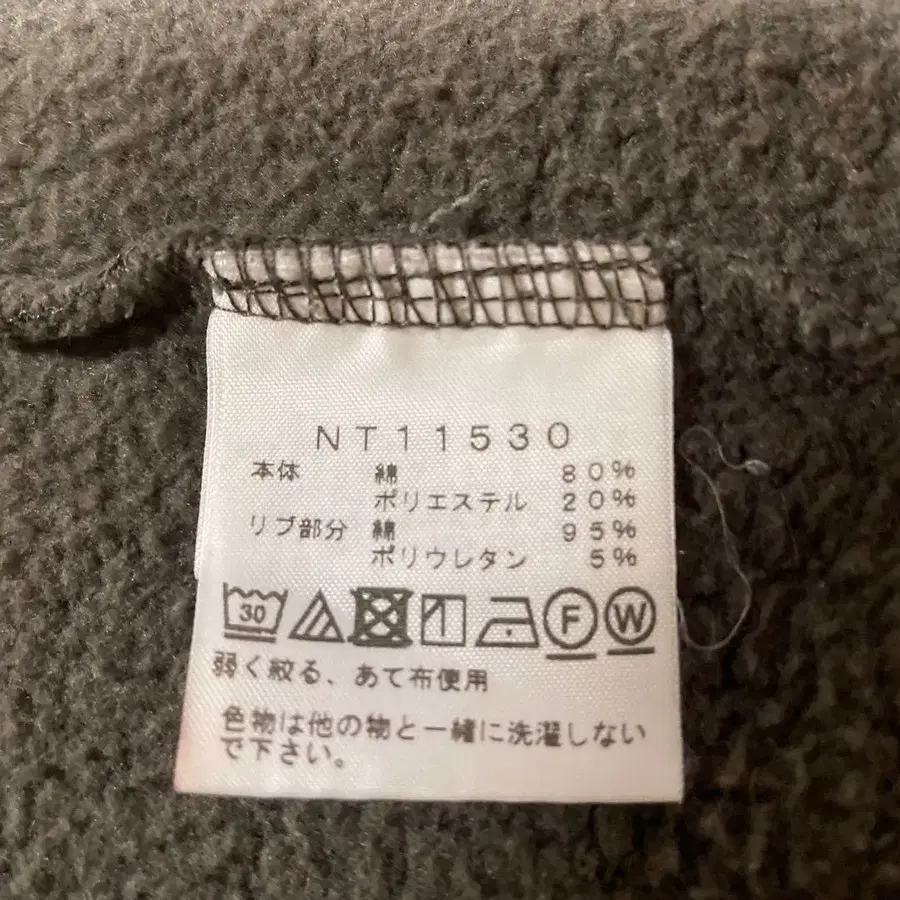 NT11530
本体 綿 80%
ポリエステル 20%
リブ部分 綿 95%
ポリウレタン 5%
30 F W
弱く絞る、あて布使用
色物は他の物と一緒に洗濯しない
で下さい。